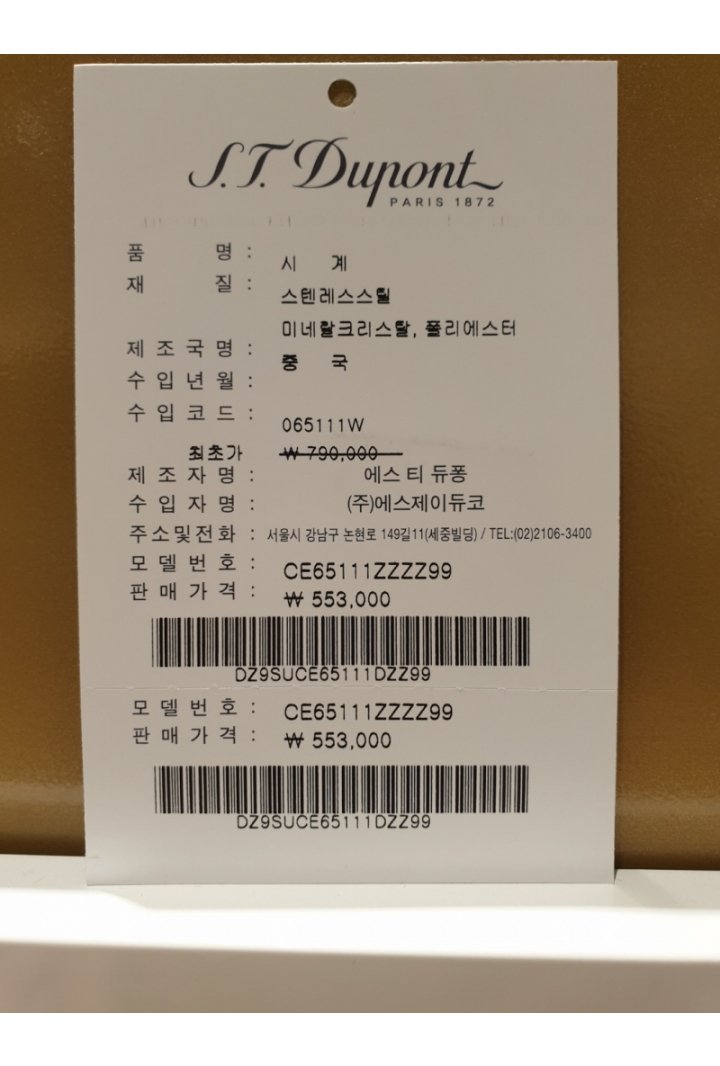 S.T. Dupont
PARIS 1872
품 명 : 시 계
재 질 : 스텐레스스틸
미네랄크리스탈, 폴리에스터
제 조 국 명 : 중 국
수 입 년 월 :
수 입 코 드 : 065111W
최초가 ₩ 790,000
제 조 자 명 : 에스 티 듀퐁
수 입 자 명 : (주)에스제이듀코
주소및전화 : 서울시 강남구 논현로 149길11(세중빌딩) / TEL:(02)2106-3400
모 델 번 호 : CE65111ZZZZ99
판 매 가 격 : ₩ 553,000
DZ9SUCE65111DZZ99
모 델 번 호 : CE65111ZZZZ99
판 매 가 격 : ₩ 553,000
DZ9SUCE65111DZZ99